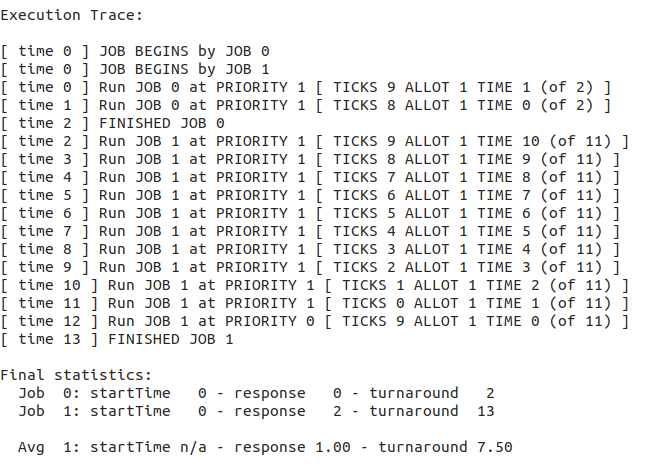 Execution Trace:

[ time 0 ] JOB BEGINS by JOB 0
[ time 0 ] JOB BEGINS by JOB 1
[ time 0 ] Run JOB 0 at PRIORITY 1 [ TICKS 9 ALLOT 1 TIME 1 (of 2) ]
[ time 1 ] Run JOB 0 at PRIORITY 1 [ TICKS 8 ALLOT 1 TIME 0 (of 2) ]
[ time 2 ] FINISHED JOB 0
[ time 2 ] Run JOB 1 at PRIORITY 1 [ TICKS 9 ALLOT 1 TIME 10 (of 11) ]
[ time 3 ] Run JOB 1 at PRIORITY 1 [ TICKS 8 ALLOT 1 TIME 9 (of 11) ]
[ time 4 ] Run JOB 1 at PRIORITY 1 [ TICKS 7 ALLOT 1 TIME 8 (of 11) ]
[ time 5 ] Run JOB 1 at PRIORITY 1 [ TICKS 6 ALLOT 1 TIME 7 (of 11) ]
[ time 6 ] Run JOB 1 at PRIORITY 1 [ TICKS 5 ALLOT 1 TIME 6 (of 11) ]
[ time 7 ] Run JOB 1 at PRIORITY 1 [ TICKS 4 ALLOT 1 TIME 5 (of 11) ]
[ time 8 ] Run JOB 1 at PRIORITY 1 [ TICKS 3 ALLOT 1 TIME 4 (of 11) ]
[ time 9 ] Run JOB 1 at PRIORITY 1 [ TICKS 2 ALLOT 1 TIME 3 (of 11) ]
[ time 10 ] Run JOB 1 at PRIORITY 1 [ TICKS 1 ALLOT 1 TIME 2 (of 11) ]
[ time 11 ] Run JOB 1 at PRIORITY 1 [ TICKS 0 ALLOT 1 TIME 1 (of 11) ]
[ time 12 ] Run JOB 1 at PRIORITY 0 [ TICKS 9 ALLOT 1 TIME 0 (of 11) ]
[ time 13 ] FINISHED JOB 1

Final statistics:
  Job  0: startTime   0 - response   0 - turnaround   2
  Job  1: startTime   0 - response   2 - turnaround  13

  Avg  1: startTime n/a - response 1.00 - turnaround 7.50